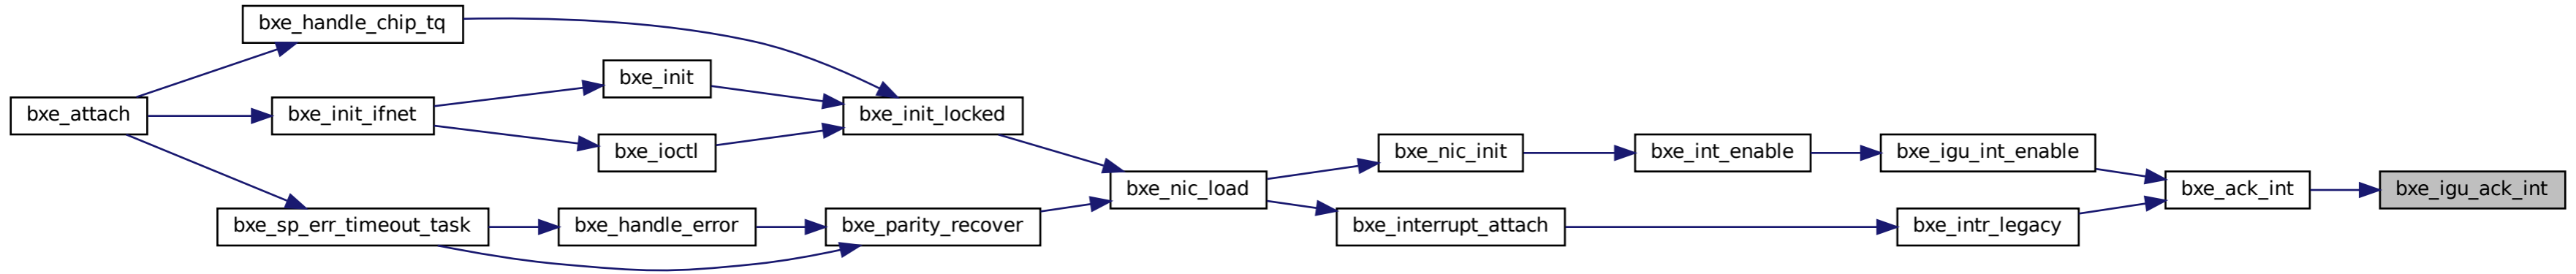 bxe_handle_chip_tq
bxe_init
bxe_attach
bxe_init_ifnet
bxe_init_locked
bxe_ioctl
bxe_nic_init
bxe_int_enable
bxe_igu_int_enable
bxe_nic_load
bxe_ack_int
bxe_igu_ack_int
bxe_sp_err_timeout_task
bxe_handle_error
bxe_parity_recover
bxe_interrupt_attach
bxe_intr_legacy